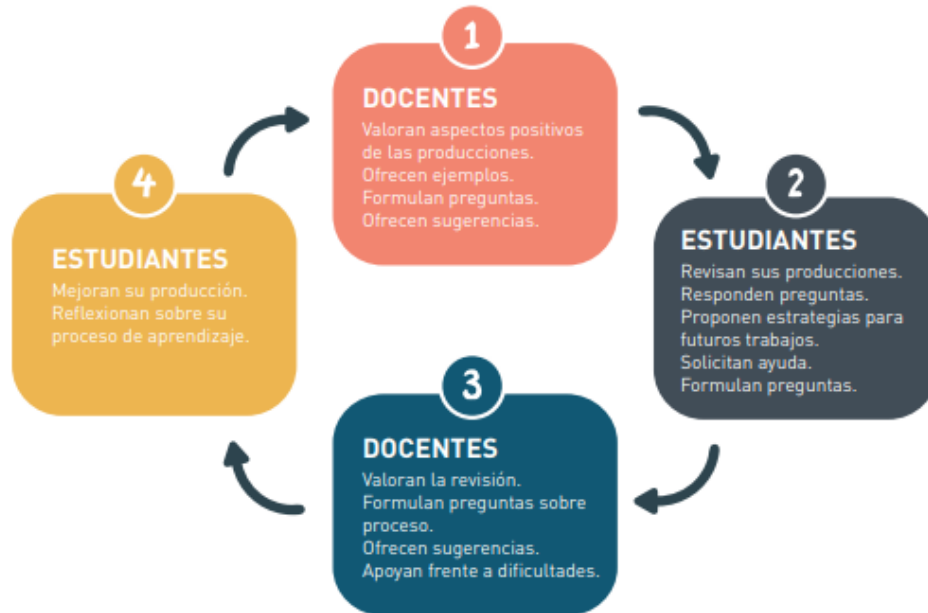 1
DOCENTES
Valoran aspectos positivos
de las producciones.
Ofrecen ejemplos.
Formulan preguntas.
Ofrecen sugerencias.
2
ESTUDIANTES
Revisan sus producciones.
Responden preguntas.
Proponen estrategias para
futuros trabajos.
Solicitan ayuda.
Formulan preguntas.
3
DOCENTES
Valoran la revisión.
Formulan preguntas sobre
proceso.
Ofrecen sugerencias.
Apoyan frente a dificultades.
4
ESTUDIANTES
Mejoran su producción.
Reflexionan sobre su
proceso de aprendizaje.